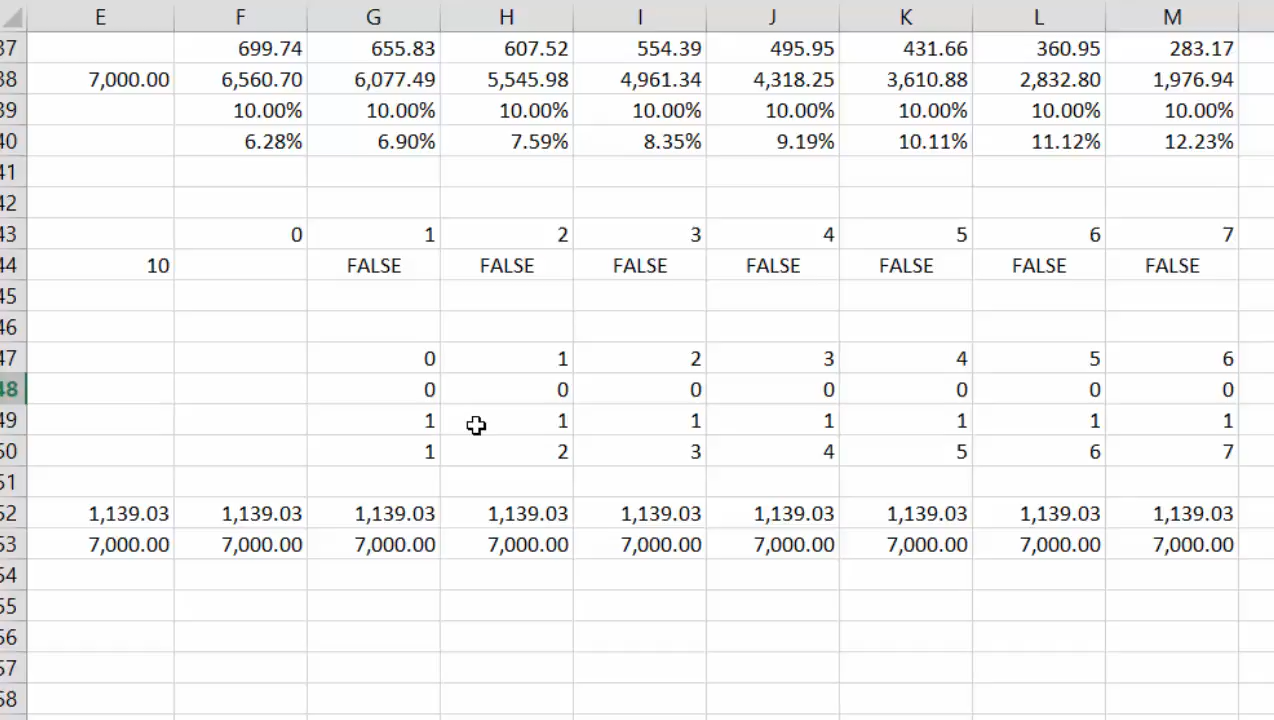 E F G H I J K L M
37 699.74 655.83 607.52 554.39 495.95 431.66 360.95 283.17
38 7,000.00 6,560.70 6,077.49 5,545.98 4,961.34 4,318.25 3,610.88 2,832.80 1,976.94
39 10.00% 10.00% 10.00% 10.00% 10.00% 10.00% 10.00% 10.00%
40 6.28% 6.90% 7.59% 8.35% 9.19% 10.11% 11.12% 12.23%
41
42
43 0 1 2 3 4 5 6 7
44 10 FALSE FALSE FALSE FALSE FALSE FALSE FALSE
45
46
47 0 1 2 3 4 5 6
48 0 0 0 0 0 0 0
49 1 1 1 1 1 1 1
50 1 2 3 4 5 6 7
51
52 1,139.03 1,139.03 1,139.03 1,139.03 1,139.03 1,139.03 1,139.03 1,139.03 1,139.03
53 7,000.00 7,000.00 7,000.00 7,000.00 7,000.00 7,000.00 7,000.00 7,000.00 7,000.00
54
55
56
57
58